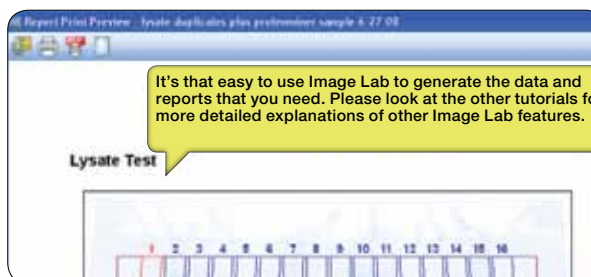 Report Print Preview - lysate duplicates plus proteominer sample 6-27-08
It's that easy to use Image Lab to generate the data and
reports that you need. Please look at the other tutorials fo
more detailed explanations of other Image Lab features.
Lysate Test
1 2 3 4 5 6 7 8 9 10 11 12 13 14 15 16